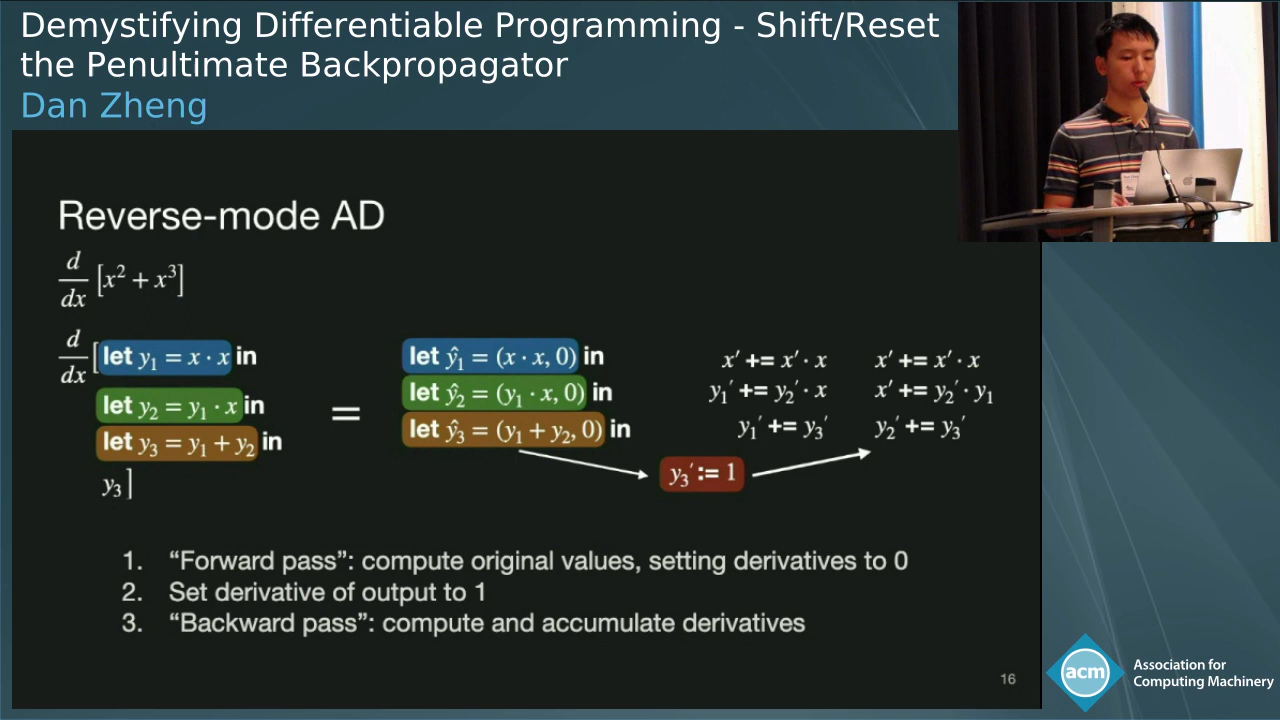 Demystifying Differentiable Programming - Shift/Reset
the Penultimate Backpropagator
Dan Zheng
Reverse-mode AD
d/dx [x² + x³]
d/dx [let y₁ = x · x in
let y₂ = y₁ · x in
let y₃ = y₁ + y₂ in
y₃]
=
let ŷ₁ = (x · x, 0) in
let ŷ₂ = (y₁ · x, 0) in
let ŷ₃ = (y₁ + y₂, 0) in
y₃′ := 1
x′ += x′ · x x′ += x′ · x
y₁′ += y₂′ · x x′ += y₂′ · y₁
y₁′ += y₃′ y₂′ += y₃′
1. “Forward pass”: compute original values, setting derivatives to 0
2. Set derivative of output to 1
3. “Backward pass”: compute and accumulate derivatives
16
acm
Association for
Computing Machinery